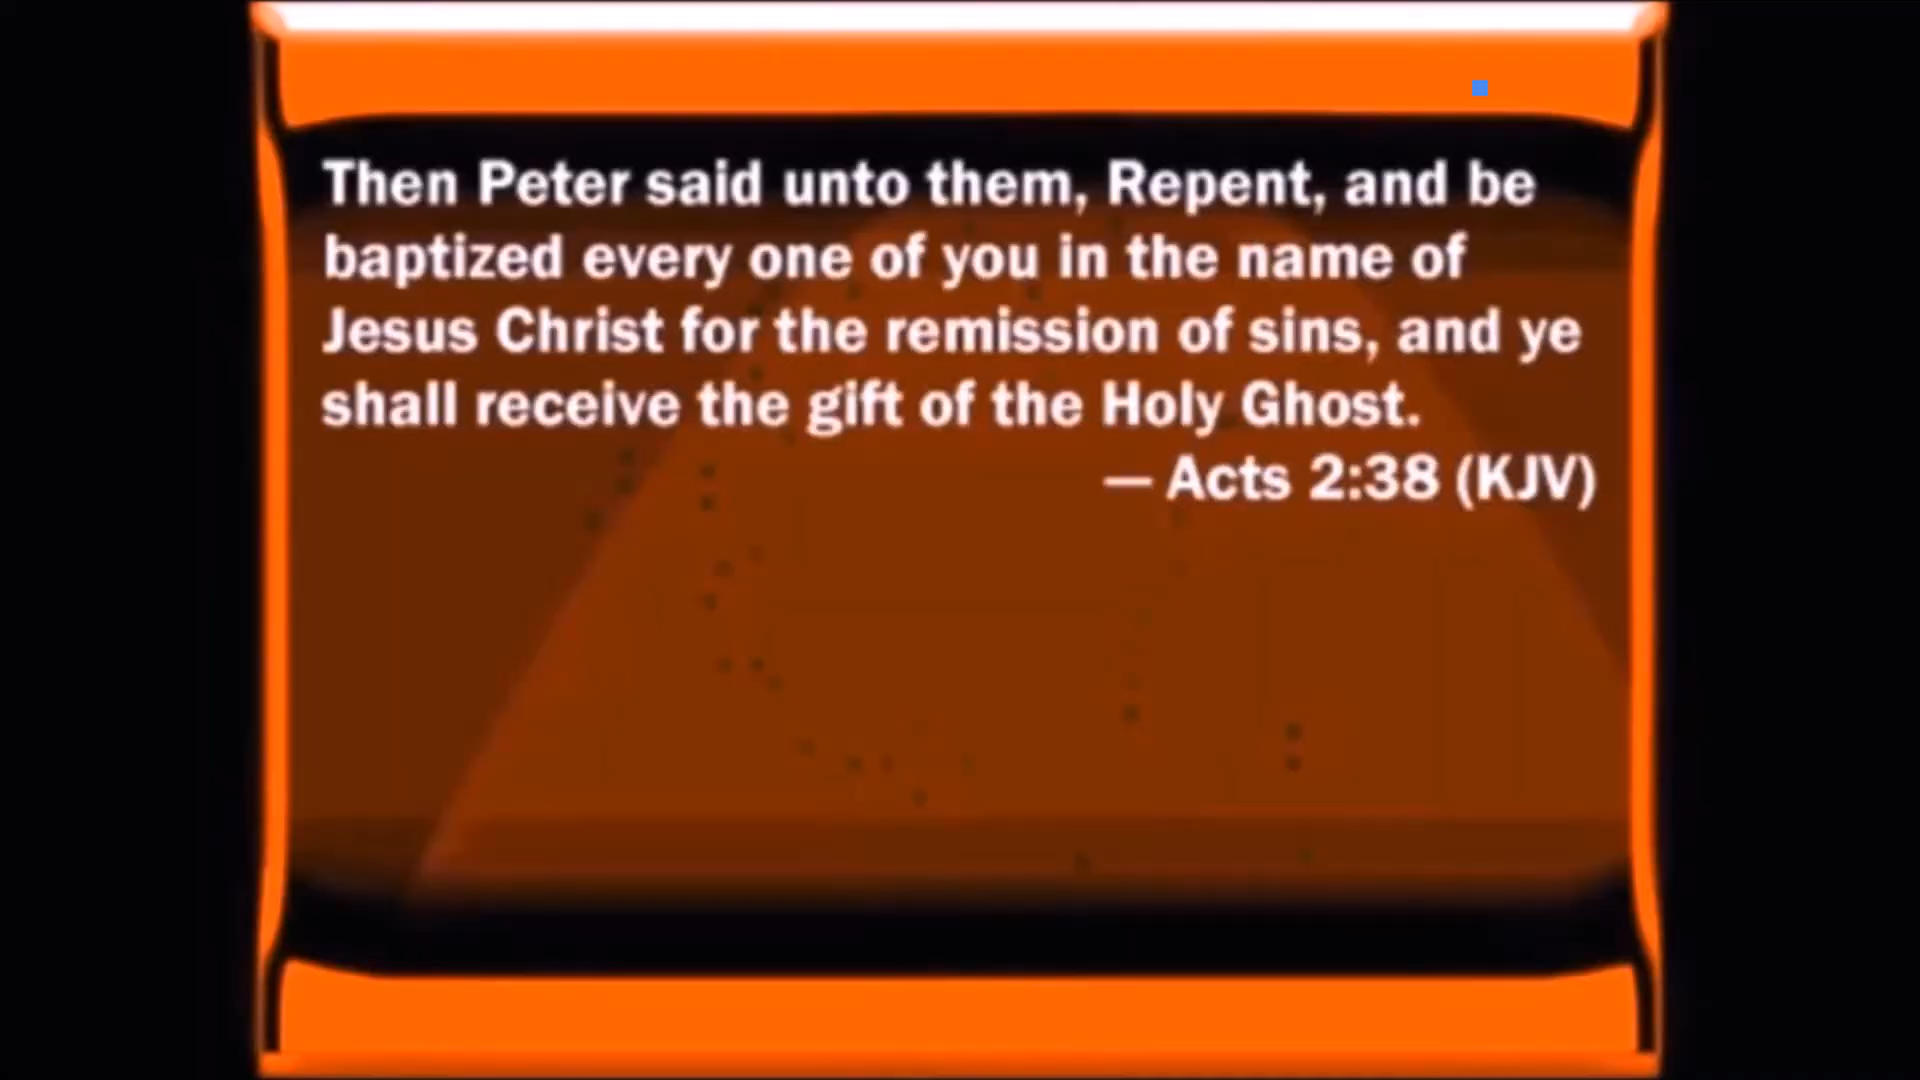 Then Peter said unto them, Repent, and be
baptized every one of you in the name of
Jesus Christ for the remission of sins, and ye
shall receive the gift of the Holy Ghost.
— Acts 2:38 (KJV)